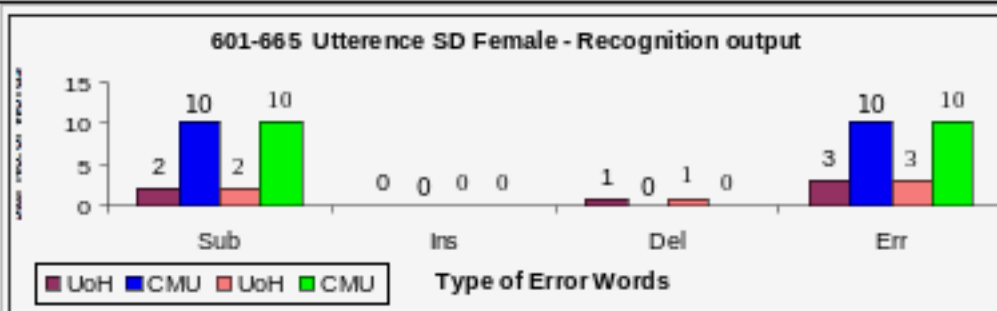 601-665 Utterence SD Female - Recognition output
15
10
5
0
2 10 2 10
0 0 0 0
1 0 1 0
3 10 3 10
Sub Ins Del Err
UoH CMU UoH CMU
Type of Error Words